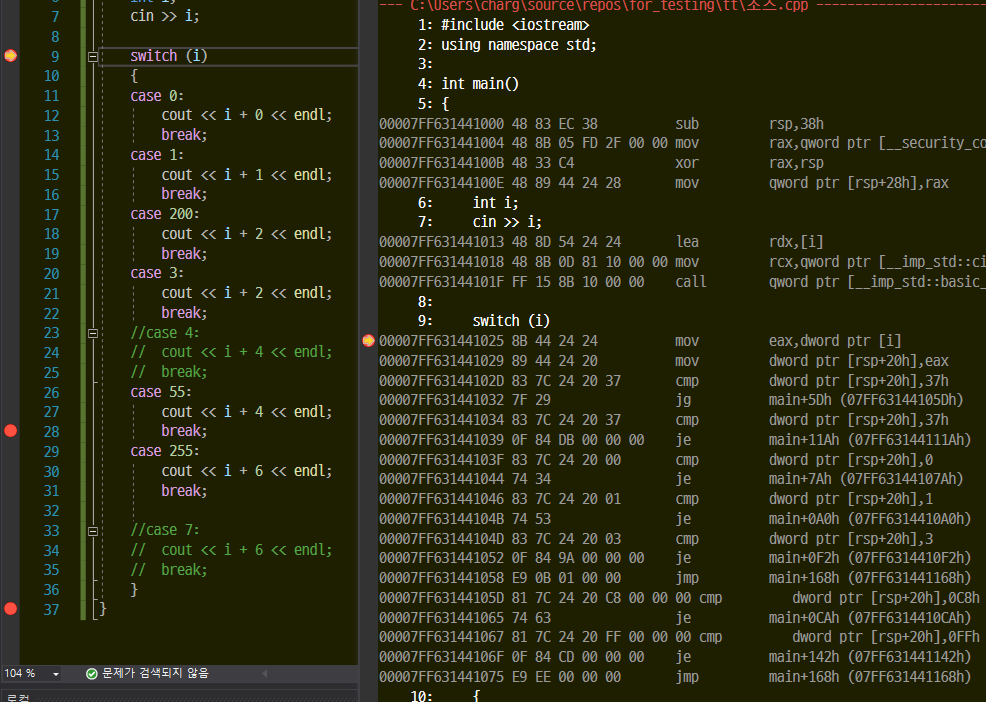 7 cin >> i;
8
9 switch (i)
10 {
11 case 0:
12 cout << i + 0 << endl;
13 break;
14 case 1:
15 cout << i + 1 << endl;
16 break;
17 case 200:
18 cout << i + 2 << endl;
19 break;
20 case 3:
21 cout << i + 2 << endl;
22 break;
23 //case 4:
24 // cout << i + 4 << endl;
25 // break;
26 case 55:
27 cout << i + 4 << endl;
28 break;
29 case 255:
30 cout << i + 6 << endl;
31 break;
32
33 //case 7:
34 // cout << i + 6 << endl;
35 // break;
36 }
37 }
104 % 문제가 검색되지 않음
로컬
--- C:\Users\charg\source\repos\for_testing\tt\소스.cpp ---------------------
1: #include <iostream>
2: using namespace std;
3:
4: int main()
5: {
00007FF631441000 48 83 EC 38 sub rsp,38h
00007FF631441004 48 8B 05 FD 2F 00 00 mov rax,qword ptr [__security_co
00007FF63144100B 48 33 C4 xor rax,rsp
00007FF63144100E 48 89 44 24 28 mov qword ptr [rsp+28h],rax
6: int i;
7: cin >> i;
00007FF631441013 48 8D 54 24 24 lea rdx,[i]
00007FF631441018 48 8B 0D 81 10 00 00 mov rcx,qword ptr [__imp_std::ci
00007FF63144101F FF 15 8B 10 00 00 call qword ptr [__imp_std::basic_
8:
9: switch (i)
00007FF631441025 8B 44 24 24 mov eax,dword ptr [i]
00007FF631441029 89 44 24 20 mov dword ptr [rsp+20h],eax
00007FF63144102D 83 7C 24 20 37 cmp dword ptr [rsp+20h],37h
00007FF631441032 7F 29 jg main+5Dh (07FF63144105Dh)
00007FF631441034 83 7C 24 20 37 cmp dword ptr [rsp+20h],37h
00007FF631441039 0F 84 DB 00 00 00 je main+11Ah (07FF63144111Ah)
00007FF63144103F 83 7C 24 20 00 cmp dword ptr [rsp+20h],0
00007FF631441044 74 34 je main+7Ah (07FF63144107Ah)
00007FF631441046 83 7C 24 20 01 cmp dword ptr [rsp+20h],1
00007FF63144104B 74 53 je main+0A0h (07FF6314410A0h)
00007FF63144104D 83 7C 24 20 03 cmp dword ptr [rsp+20h],3
00007FF631441052 0F 84 9A 00 00 00 je main+0F2h (07FF6314410F2h)
00007FF631441058 E9 0B 01 00 00 jmp main+168h (07FF631441168h)
00007FF63144105D 81 7C 24 20 C8 00 00 00 cmp dword ptr [rsp+20h],0C8h
00007FF631441065 74 63 je main+0CAh (07FF6314410CAh)
00007FF631441067 81 7C 24 20 FF 00 00 00 cmp dword ptr [rsp+20h],0FFh
00007FF63144106F 0F 84 CD 00 00 00 je main+142h (07FF631441142h)
00007FF631441075 E9 EE 00 00 00 jmp main+168h (07FF631441168h)
10: {